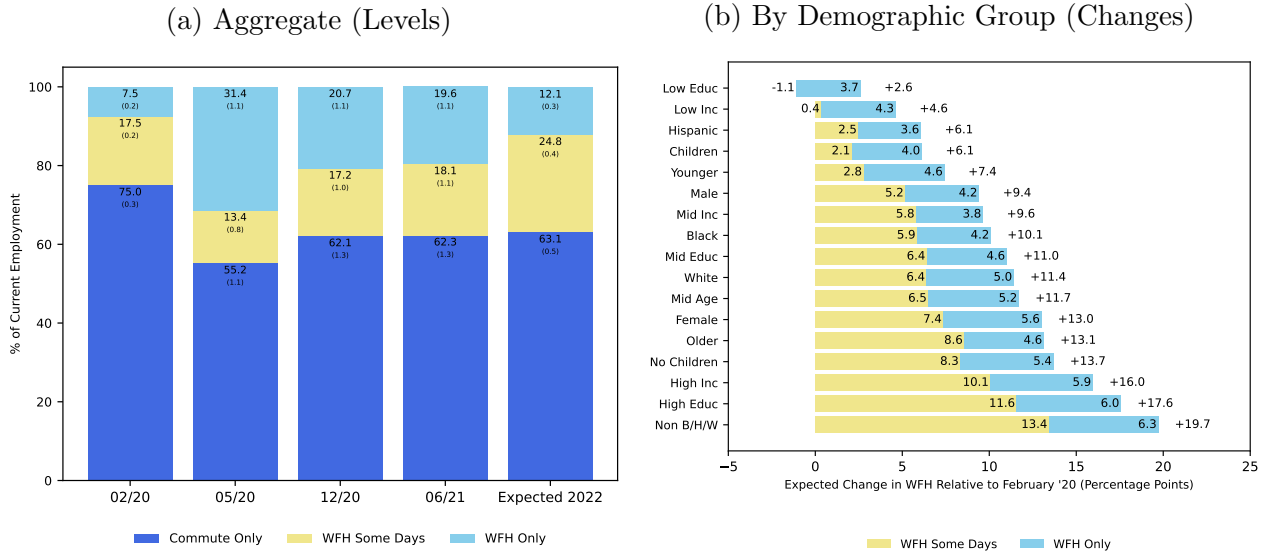 (a) Aggregate (Levels)
% of Current Employment
100
80
60
40
20
0
7.5
(0.2)
17.5
(0.2)
75.0
(0.3)
31.4
(1.1)
13.4
(0.8)
55.2
(1.1)
20.7
(1.1)
17.2
(1.0)
62.1
(1.3)
19.6
(1.1)
18.1
(1.1)
62.3
(1.3)
12.1
(0.3)
24.8
(0.4)
63.1
(0.5)
02/20 05/20 12/20 06/21 Expected 2022
Commute Only WFH Some Days WFH Only
(b) By Demographic Group (Changes)
Low Educ -1.1 3.7 +2.6
Low Inc 0.4 4.3 +4.6
Hispanic 2.5 3.6 +6.1
Children 2.1 4.0 +6.1
Younger 2.8 4.6 +7.4
Male 5.2 4.2 +9.4
Mid Inc 5.8 3.8 +9.6
Black 5.9 4.2 +10.1
Mid Educ 6.4 4.6 +11.0
White 6.4 5.0 +11.4
Mid Age 6.5 5.2 +11.7
Female 7.4 5.6 +13.0
Older 8.6 4.6 +13.1
No Children 8.3 5.4 +13.7
High Inc 10.1 5.9 +16.0
High Educ 11.6 6.0 +17.6
Non B/H/W 13.4 6.3 +19.7
−5 0 5 10 15 20 25
Expected Change in WFH Relative to February '20 (Percentage Points)
WFH Some Days WFH Only